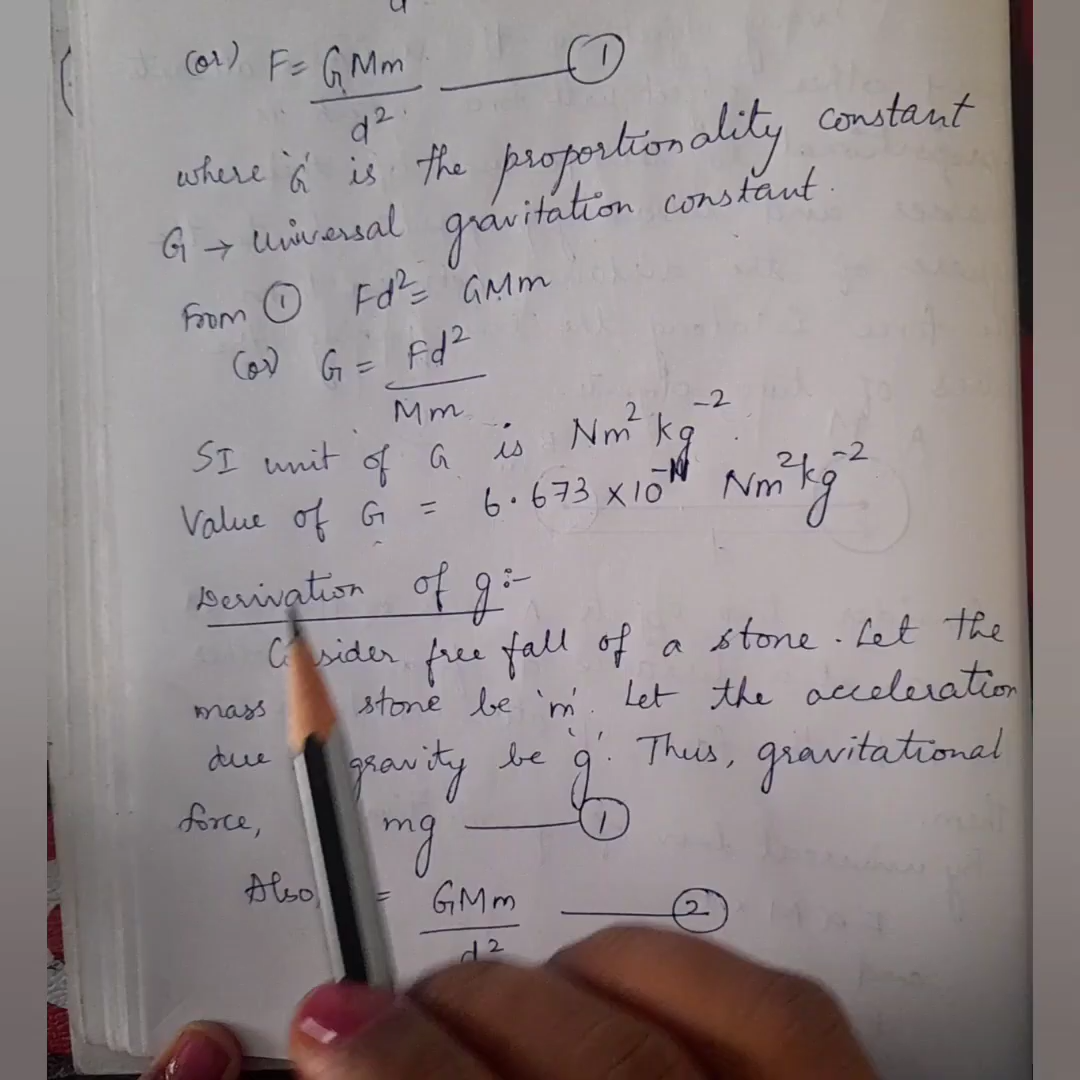 (or) F = GMm / d² ——— ①
where 'G' is the proportionality constant
G → universal gravitation constant.
From ① Fd² = GMm
(or) G = Fd² / Mm
SI unit of G is Nm² kg⁻².
Value of G = 6.673 × 10⁻¹¹ Nm² kg⁻²
Derivation of g:-
Consider free fall of a stone. Let the
mass stone be 'm'. Let the acceleration
due gravity be 'g'. Thus, gravitational
force, mg ——— ①
Also, = GMm / d² ——— ②